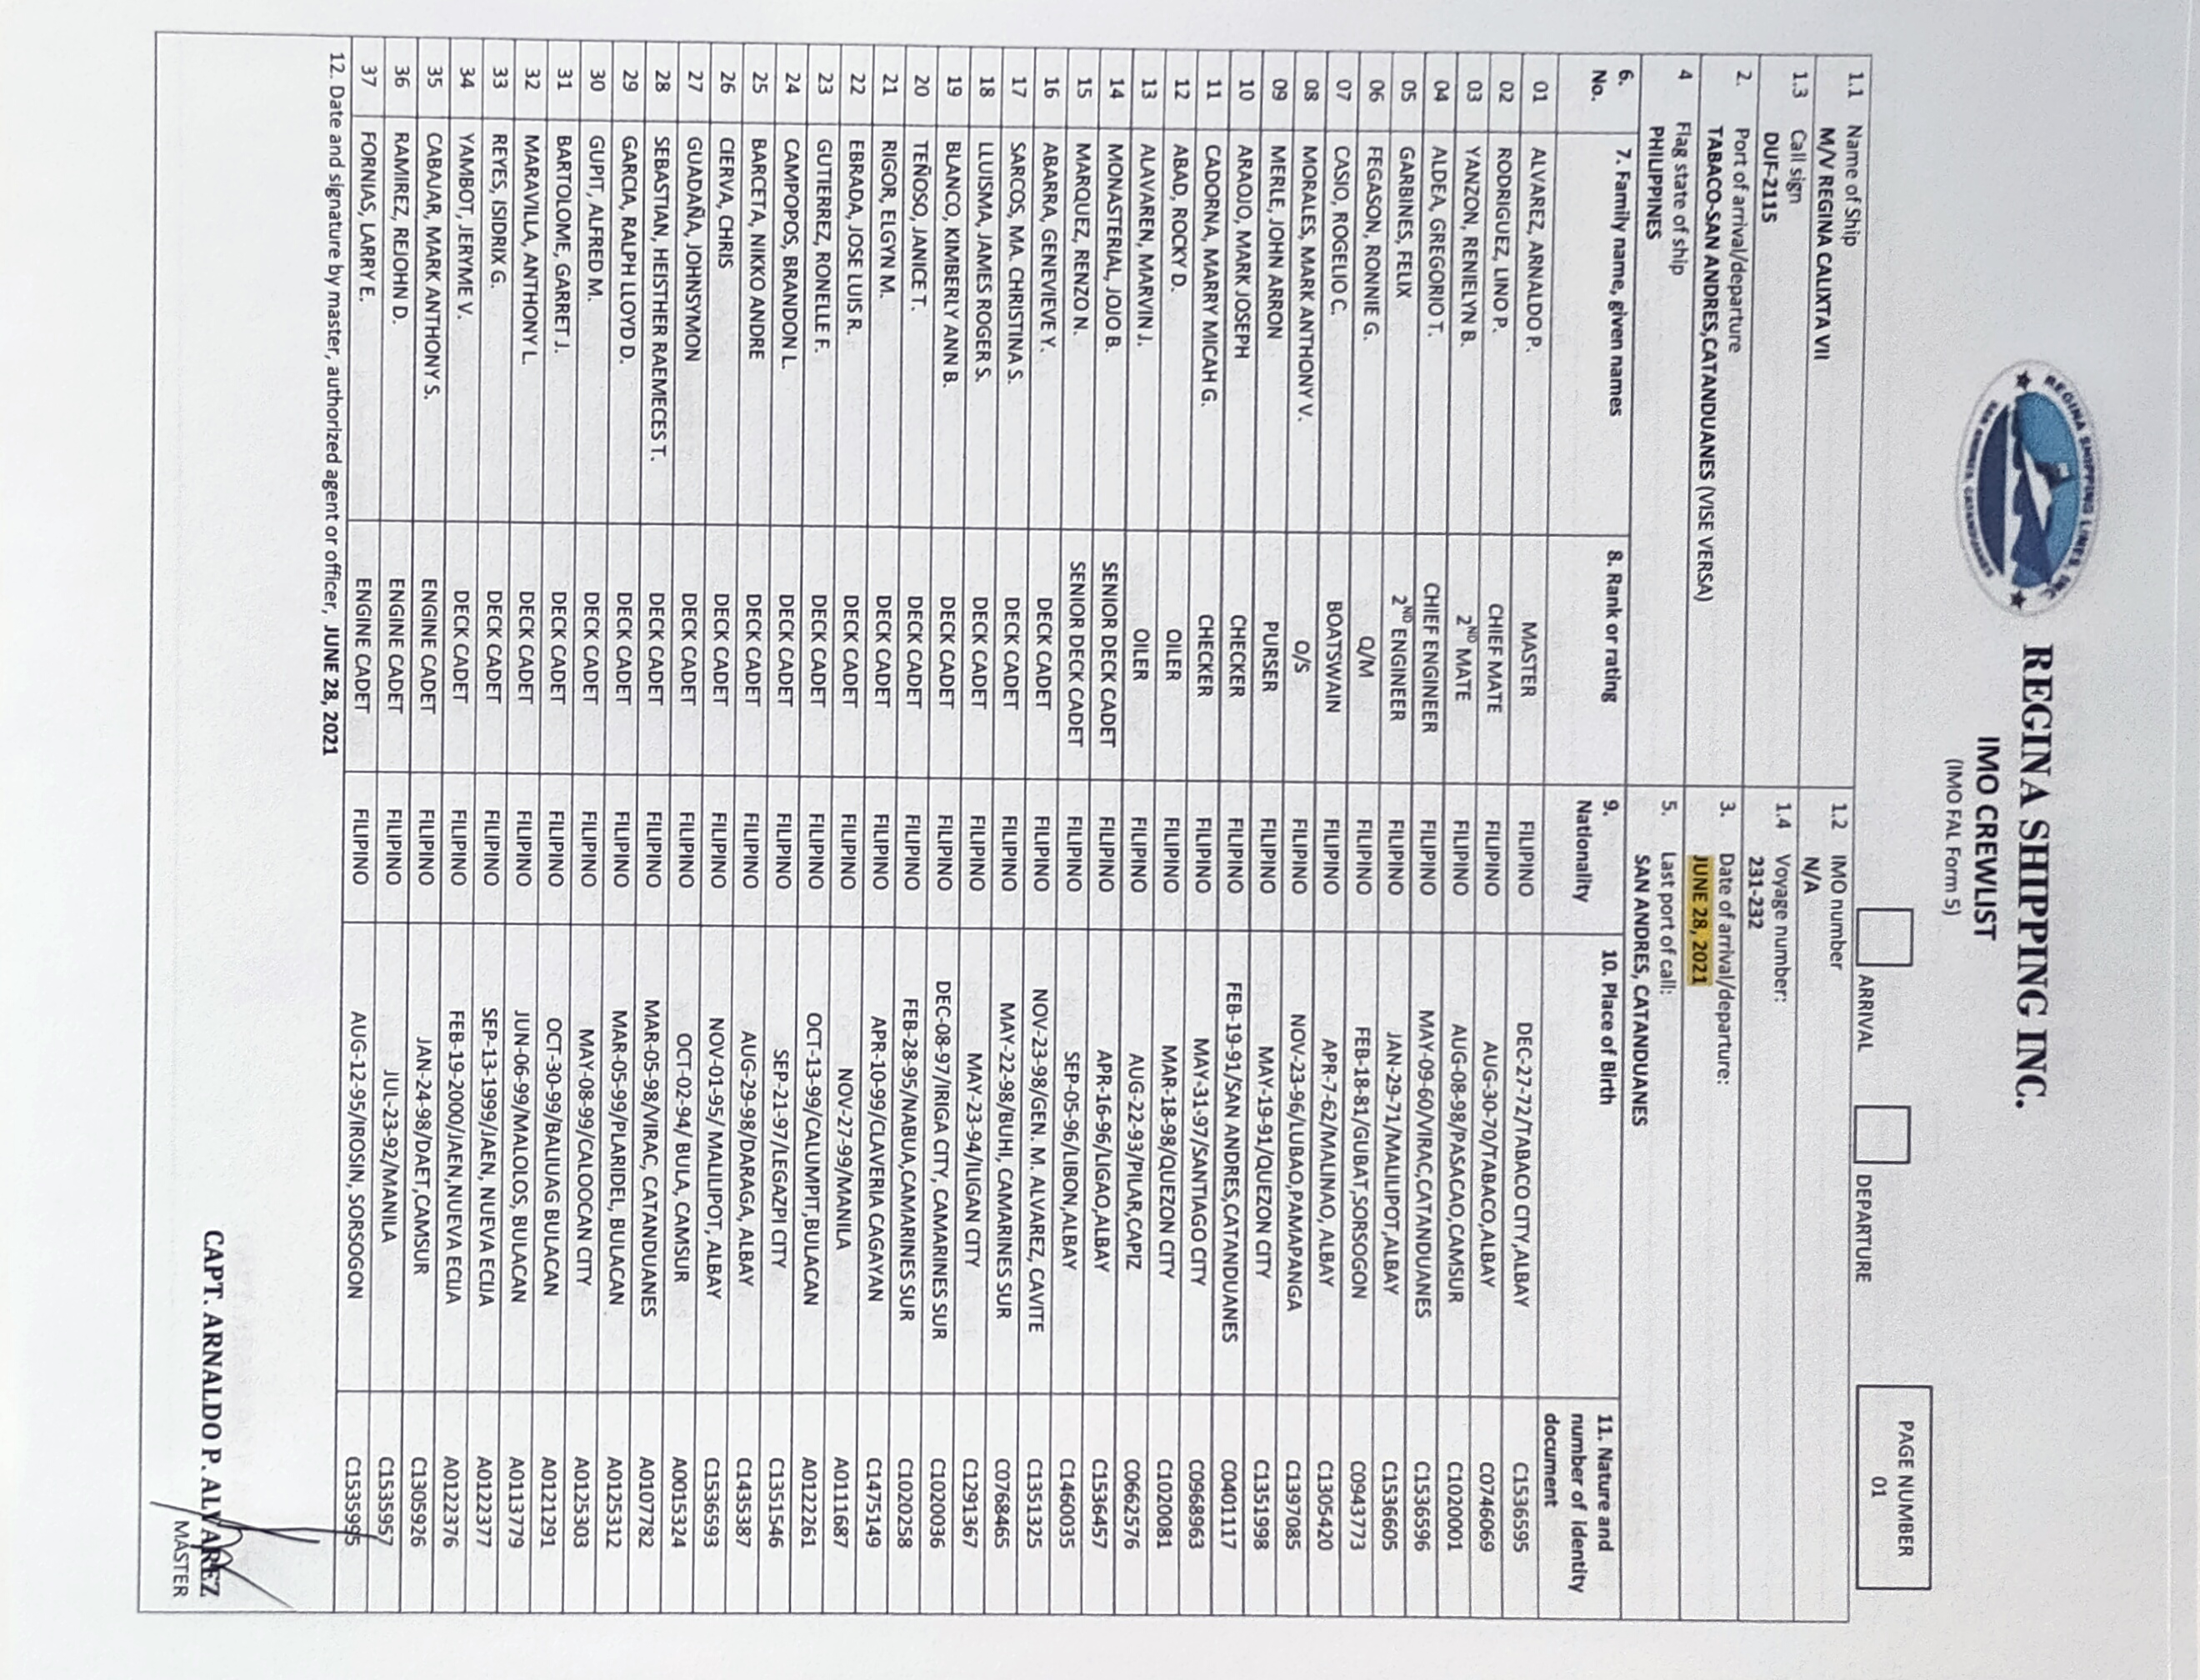 REGINA SHIPPING LINES, INC.
SAN ANDRES, CATANDUANES
REGINA SHIPPING INC.
IMO CREWLIST
(IMO FAL Form 5)
ARRIVAL
DEPARTURE
PAGE NUMBER
01
1.1 Name of Ship
M/V REGINA CALIXTA VII
1.2 IMO number
N/A
1.3 Call sign
DUF-2115
1.4 Voyage number:
231-232
2. Port of arrival/departure
TABACO-SAN ANDRES,CATANDUANES (VISE VERSA)
3. Date of arrival/departure:
JUNE 28, 2021
4 Flag state of ship
PHILIPPINES
5. Last port of call:
SAN ANDRES, CATANDUANES
6. No. 7. Family name, given names 8. Rank or rating 9. Nationality 10. Place of Birth 11. Nature and number of identity document
01 ALVAREZ, ARNALDO P. MASTER FILIPINO DEC-27-72/TABACO CITY,ALBAY C1536595
02 RODRIGUEZ, LINO P. CHIEF MATE FILIPINO AUG-30-70/TABACO,ALBAY C0746069
03 YANZON, RENIELYN B. 2ND MATE FILIPINO AUG-08-98/PASACAO,CAMSUR C1020001
04 ALDEA, GREGORIO T. CHIEF ENGINEER FILIPINO MAY-09-60/VIRAC,CATANDUANES C1536596
05 GARBINES, FELIX 2ND ENGINEER FILIPINO JAN-29-71/MALILIPOT,ALBAY C1536605
06 FEGASON, RONNIE G. Q/M FILIPINO FEB-18-81/GUBAT,SORSOGON C0943773
07 CASIO, ROGELIO C. BOATSWAIN FILIPINO APR-7-62/MALINAO, ALBAY C1305420
08 MORALES, MARK ANTHONY V. O/S FILIPINO NOV-23-96/LUBAO,PAMAPANGA C1397085
09 MERLE, JOHN ARRON PURSER FILIPINO MAY-19-91/QUEZON CITY C1351998
10 ARAOJO, MARK JOSEPH CHECKER FILIPINO FEB-19-91/SAN ANDRES,CATANDUANES C0401117
11 CADORNA, MARRY MICAH G. CHECKER FILIPINO MAY-31-97/SANTIAGO CITY C0968963
12 ABAD, ROCKY D. OILER FILIPINO MAR-18-98/QUEZON CITY C1020081
13 ALAVAREN, MARVIN J. OILER FILIPINO AUG-22-93/PILAR,CAPIZ C0662576
14 MONASTERIAL, JOJO B. SENIOR DECK CADET FILIPINO APR-16-96/LIGAO,ALBAY C1536457
15 MARQUEZ, RENZO N. SENIOR DECK CADET FILIPINO SEP-05-96/LIBON,ALBAY C1460035
16 ABARRA, GENEVIEVE Y. DECK CADET FILIPINO NOV-23-98/GEN. M. ALVAREZ, CAVITE C1351325
17 SARCOS, MA. CHRISTINA S. DECK CADET FILIPINO MAY-22-98/BUHI, CAMARINES SUR C0768465
18 LLUISMA, JAMES ROGER S. DECK CADET FILIPINO MAY-23-94/ILIGAN CITY C1291367
19 BLANCO, KIMBERLY ANN B. DECK CADET FILIPINO DEC-08-97/IRIGA CITY, CAMARINES SUR C1020036
20 TEÑOSO, JANICE T. DECK CADET FILIPINO FEB-28-95/NABUA,CAMARINES SUR C1020258
21 RIGOR, ELGYN M. DECK CADET FILIPINO APR-10-99/CLAVERIA CAGAYAN C1475149
22 EBRADA, JOSE LUIS R. DECK CADET FILIPINO NOV-27-99/MANILA A0111687
23 GUTIERREZ, RONELLE F. DECK CADET FILIPINO OCT-13-99/CALUMPIT,BULACAN A0122261
24 CAMPOPOS, BRANDON L. DECK CADET FILIPINO SEP-21-97/LEGAZPI CITY C1351546
25 BARCETA, NIKKO ANDRE DECK CADET FILIPINO AUG-29-98/DARAGA, ALBAY C1435387
26 CIERVA, CHRIS DECK CADET FILIPINO NOV-01-95/ MALILIPOT, ALBAY C1536593
27 GUADAÑA, JOHNSYMON DECK CADET FILIPINO OCT-02-94/ BULA, CAMSUR A0015324
28 SEBASTIAN, HEISTHER RAEMECES T. DECK CADET FILIPINO MAR-05-98/VIRAC, CATANDUANES A0107782
29 GARCIA, RALPH LLOYD D. DECK CADET FILIPINO MAR-05-99/PLARIDEL, BULACAN A0125312
30 GUPIT, ALFRED M. DECK CADET FILIPINO MAY-08-99/CALOOCAN CITY A0125303
31 BARTOLOME, GARRET J. DECK CADET FILIPINO OCT-30-99/BALIUAG BULACAN A0121291
32 MARAVILLA, ANTHONY L. DECK CADET FILIPINO JUN-06-99/MALOLOS, BULACAN A0113779
33 REYES, ISIDRIX G. DECK CADET FILIPINO SEP-13-1999/JAEN, NUEVA ECIJA A0122377
34 YAMBOT, JERYME V. DECK CADET FILIPINO FEB-19-2000/JAEN,NUEVA ECIJA A0122376
35 CABAJAR, MARK ANTHONY S. ENGINE CADET FILIPINO JAN-24-98/DAET,CAMSUR C1305926
36 RAMIREZ, REJOHN D. ENGINE CADET FILIPINO JUL-23-92/MANILA C1535957
37 FORNIAS, LARRY E. ENGINE CADET FILIPINO AUG-12-95/IROSIN, SORSOGON C1535995
12. Date and signature by master, authorized agent or officer, JUNE 28, 2021
CAPT. ARNALDO P. ALVAREZ
MASTER